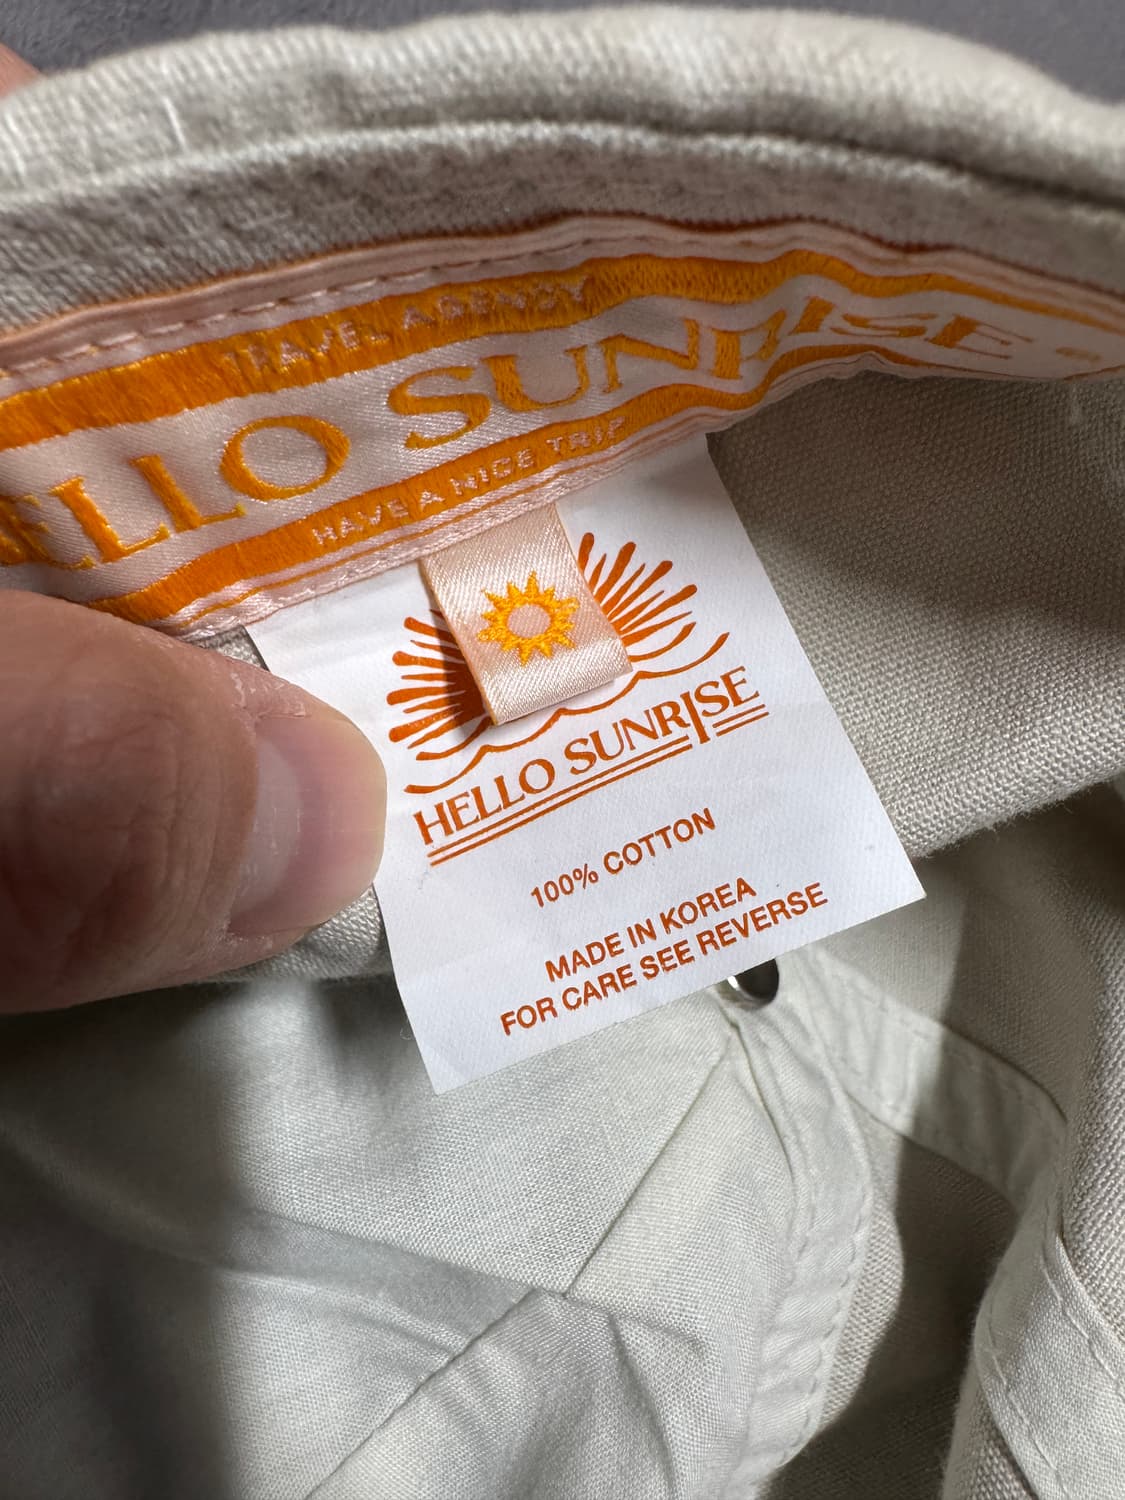 TRAVEL AGENCY
HELLO SUNRISE ®
HAVE A NICE TRIP
HELLO SUNRISE
100% COTTON
MADE IN KOREA
FOR CARE SEE REVERSE